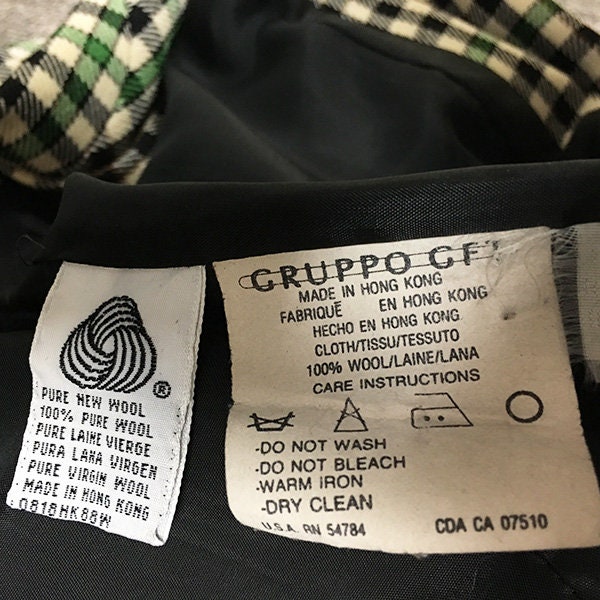 ®
PURE NEW WOOL
100% PURE WOOL
PURE LAINE VIERGE
PURA LANA VIRGEN
PURE VIRGIN WOOL
MADE IN HONG KONG
0818HK88W
GRUPPO GFT
MADE IN HONG KONG
FABRIQUÉ EN HONG KONG
HECHO EN HONG KONG
CLOTH/TISSU/TESSUTO
100% WOOL/LAINE/LANA
CARE INSTRUCTIONS
-DO NOT WASH
-DO NOT BLEACH
-WARM IRON
-DRY CLEAN
U.S.A. RN 54784 CDA CA 07510